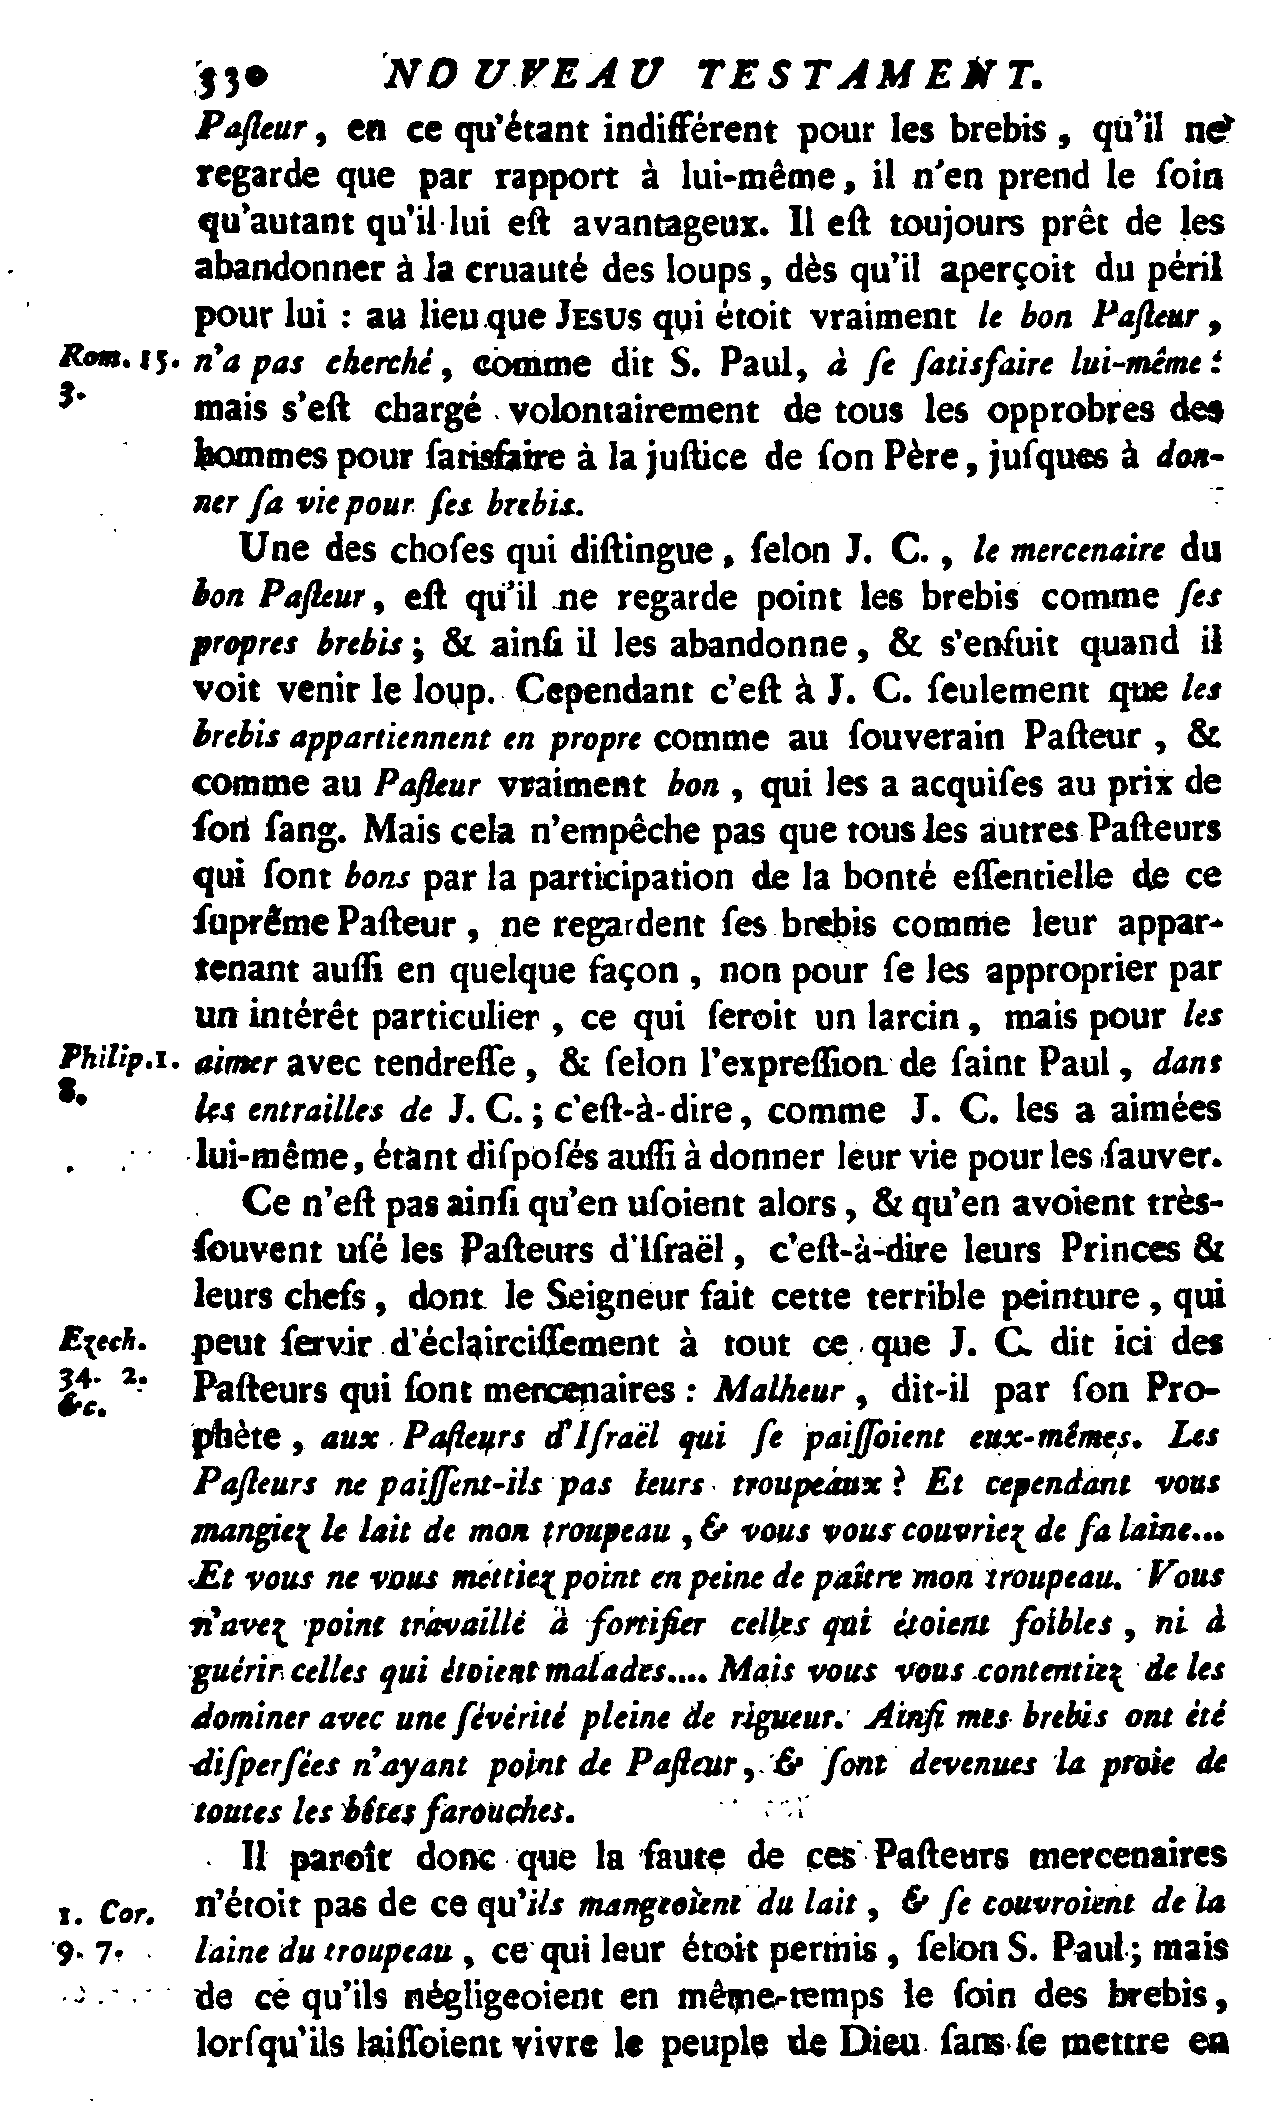 330 NOUVEAU TESTAMENT.
Paſteur, en ce qu'étant indifférent pour les brebis, qu'il ne
regarde que par rapport à lui-même, il n'en prend le ſoin
qu'autant qu'il lui eſt avantageux. Il eſt toujours prêt de les
abandonner à la cruauté des loups, dès qu'il aperçoit du péril
pour lui : au lieu que JESUS qui étoit vraiment le bon Paſteur,
Rom. 15. n'a pas cherché, comme dit S. Paul, à ſe ſatisfaire lui-même :
3. mais s'eſt chargé volontairement de tous les opprobres des
hommes pour ſatisfaire à la juſtice de ſon Père, juſques à don-
ner ſa vie pour ſes brebis.
Une des choſes qui diſtingue, ſelon J. C., le mercenaire du
bon Paſteur, eſt qu'il ne regarde point les brebis comme ſes
propres brebis ; & ainſi il les abandonne, & s'enſuit quand il
voit venir le loup. Cependant c'eſt à J. C. ſeulement que les
brebis appartiennent en propre comme au ſouverain Paſteur, &
comme au Paſteur vraiment bon, qui les a acquiſes au prix de
ſon ſang. Mais cela n'empêche pas que tous les autres Paſteurs
qui ſont bons par la participation de la bonté eſſentielle de ce
ſuprême Paſteur, ne regardent ſes brebis comme leur appar-
tenant auſſi en quelque façon, non pour ſe les approprier par
un intérêt particulier, ce qui ſeroit un larcin, mais pour les
Philip. 1. aimer avec tendreſſe, & ſelon l'expreſſion de ſaint Paul, dans
8. les entrailles de J. C. ; c'eſt-à-dire, comme J. C. les a aimées
lui-même, étant diſpoſés auſſi à donner leur vie pour les ſauver.
Ce n'eſt pas ainſi qu'en uſoient alors, & qu'en avoient très-
ſouvent uſé les Paſteurs d'Iſraël, c'eſt-à-dire leurs Princes &
leurs chefs, dont le Seigneur fait cette terrible peinture, qui
Ezech. peut ſervir d'éclairciſſement à tout ce que J. C. dit ici des
34. 2. Paſteurs qui ſont mercenaires : Malheur, dit-il par ſon Pro-
&c. phète, aux Paſteurs d'Iſraël qui ſe paiſſoient eux-mêmes. Les
Paſteurs ne paiſſent-ils pas leurs troupeaux ? Et cependant vous
mangiez le lait de mon troupeau, & vous vous couvriez de ſa laine...
Et vous ne vous mettiez point en peine de paître mon troupeau. Vous
n'avez point travaillé à fortifier celles qui étoient foibles, ni à
guérir celles qui étoient malades.... Mais vous vous contentiez de les
dominer avec une ſévérité pleine de rigueur. Ainſi mes brebis ont été
diſperſées n'ayant point de Paſteur, & ſont devenues la proie de
toutes les bêtes farouches.
Il paroît donc que la faute de ces Paſteurs mercenaires
1. Cor. n'étoit pas de ce qu'ils mangeoient du lait, & ſe couvroient de la
9. 7. laine du troupeau, ce qui leur étoit permis, ſelon S. Paul ; mais
de ce qu'ils négligeoient en même-temps le ſoin des brebis,
lorſqu'ils laiſſoient vivre le peuple de Dieu ſans ſe mettre en